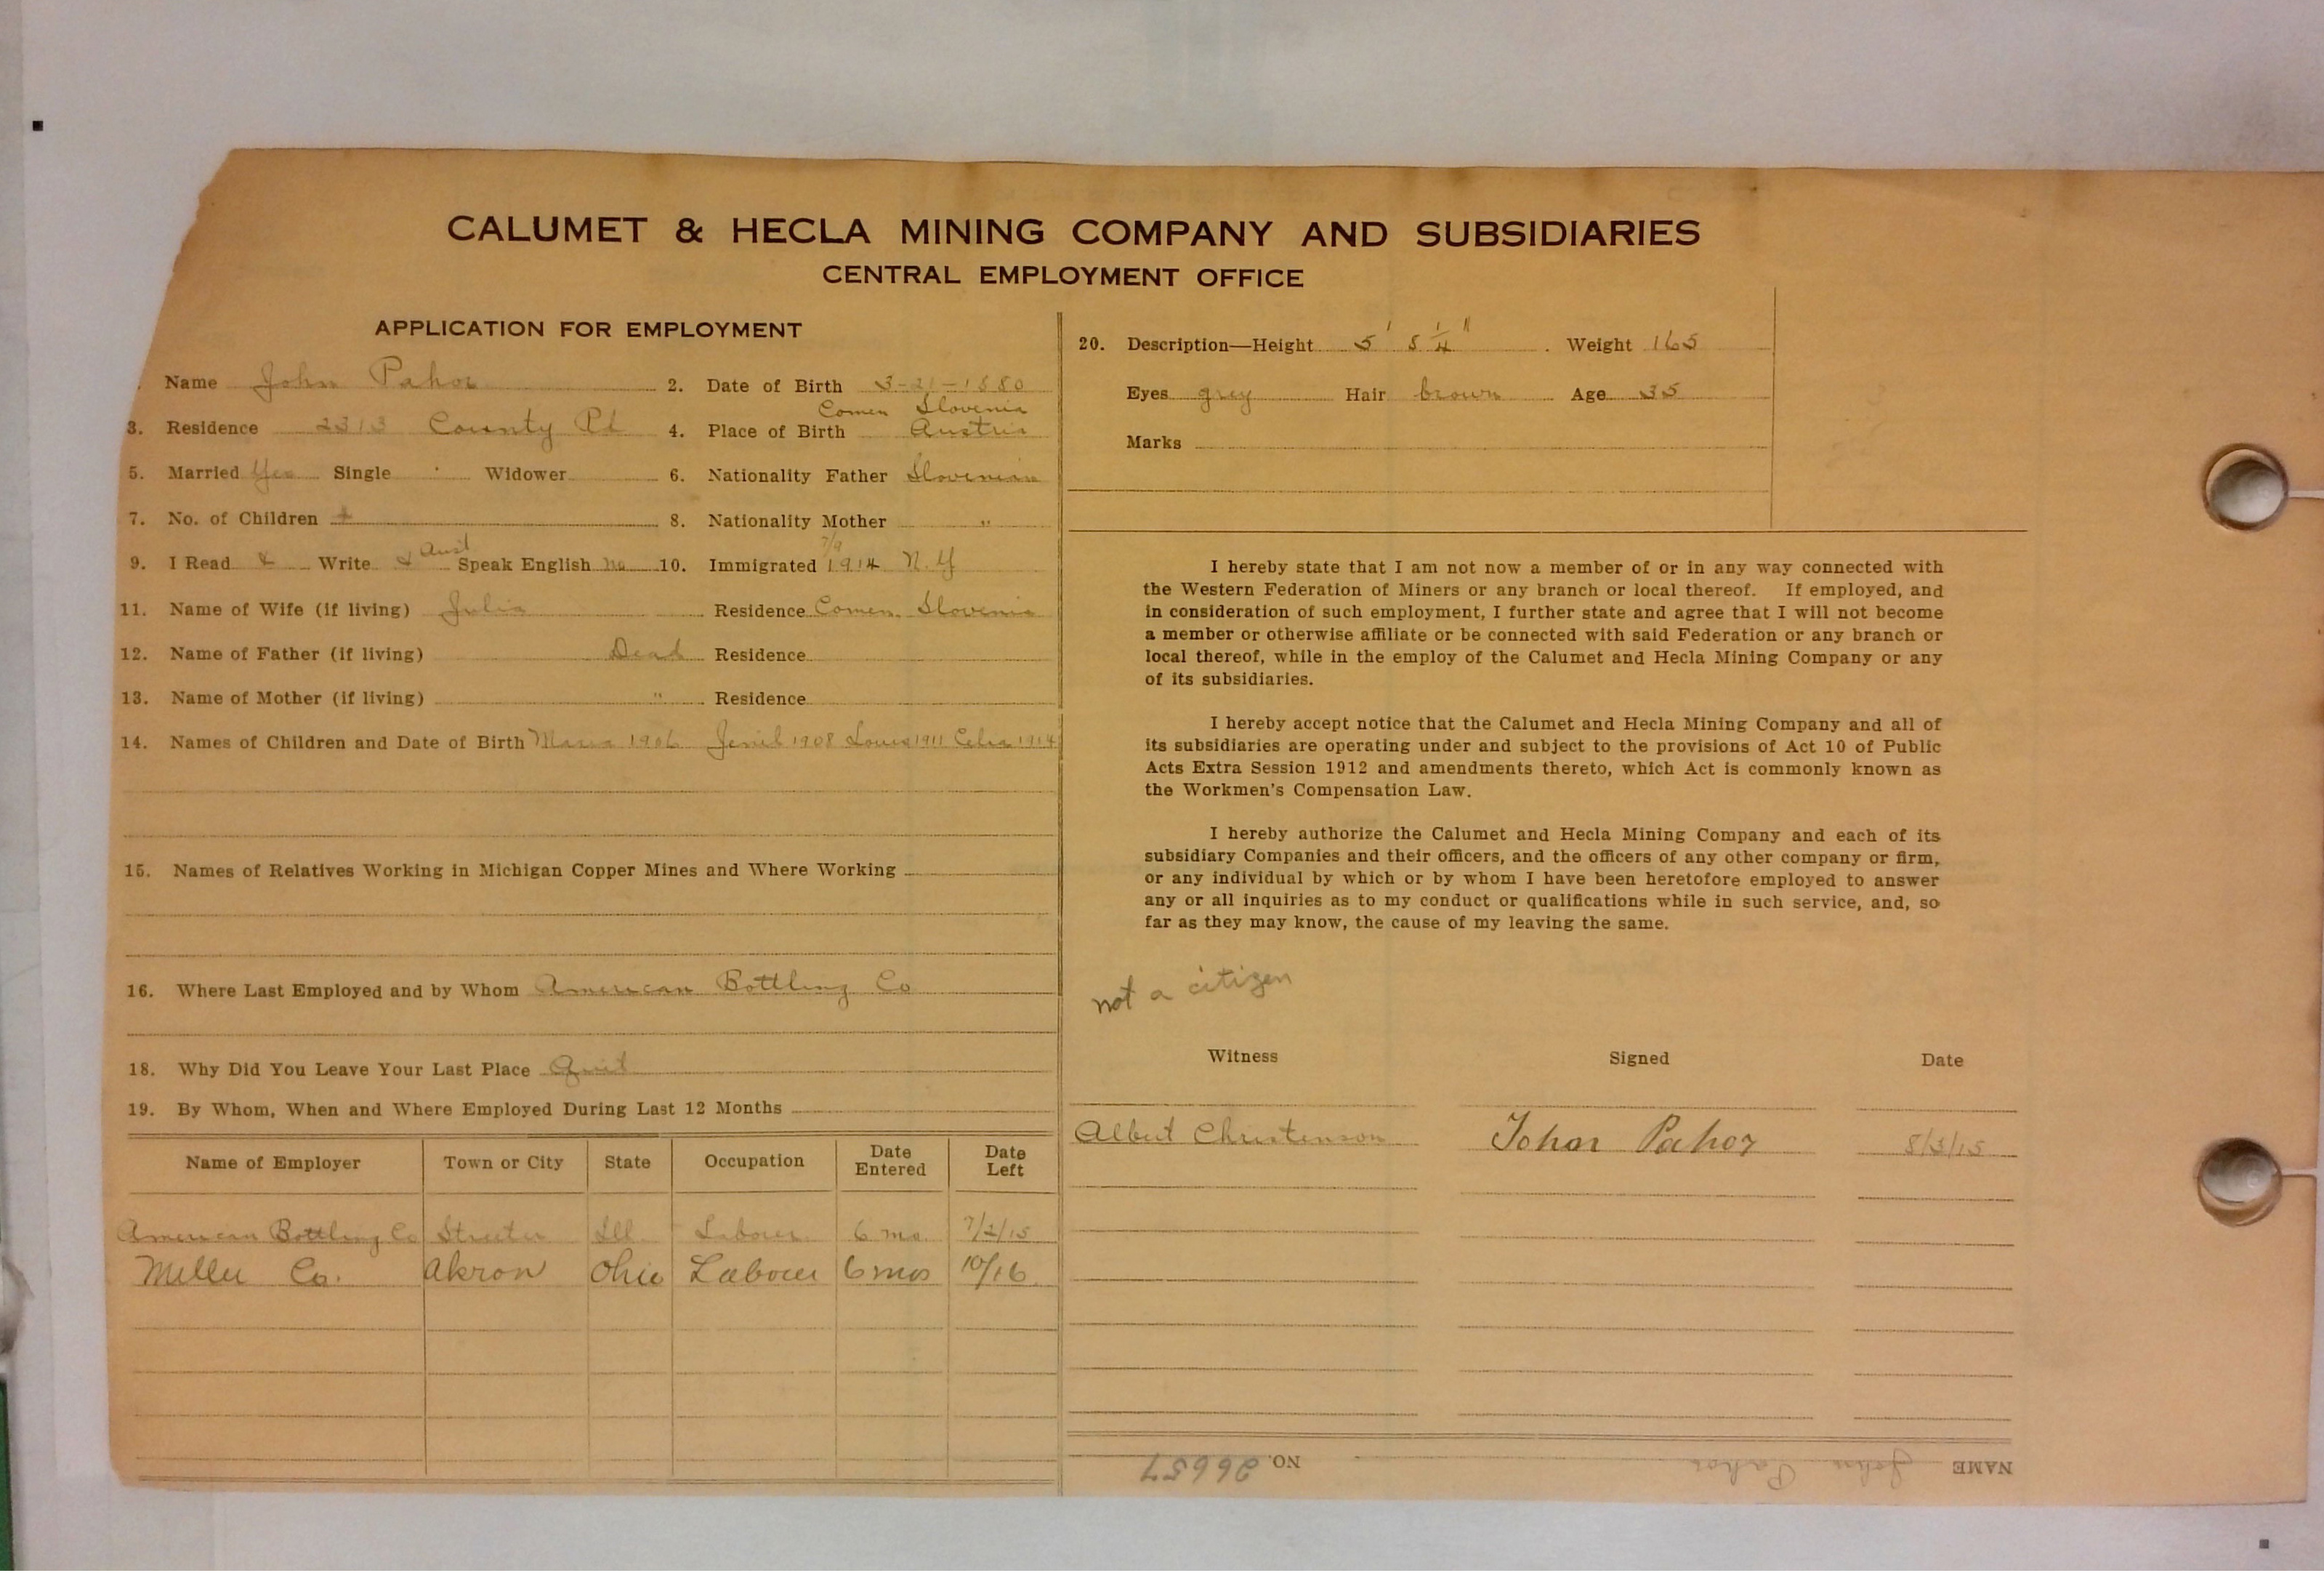 CALUMET & HECLA MINING COMPANY AND SUBSIDIARIES
CENTRAL EMPLOYMENT OFFICE
APPLICATION FOR EMPLOYMENT
Name John Pahor 2. Date of Birth 3-21-1880
3. Residence 2313 County Rd 4. Place of Birth Comen Slovenia Austria
5. Married Yes Single Widower 6. Nationality Father Slovenian
7. No. of Children 4 8. Nationality Mother "
9. I Read & Write & Aust Speak English no 10. Immigrated 7/9 1914 N.Y
11. Name of Wife (if living) Julia Residence Comen. Slovenia
12. Name of Father (if living) Dead Residence
13. Name of Mother (if living) " Residence
14. Names of Children and Date of Birth Maria 1906 1908 Louis 1911 Celia 1914
15. Names of Relatives Working in Michigan Copper Mines and Where Working
16. Where Last Employed and by Whom American Bottling Co
18. Why Did You Leave Your Last Place Quit
19. By Whom, When and Where Employed During Last 12 Months
Name of Employer Town or City State Occupation Date Entered Date Left
American Bottling Co Streeter Ill. Laborer 6 mo. 7/2/15
Miller Co. Akron Ohio Laborer 6 mos 10/16
20. Description—Height 5' 5 1/4" Weight 165
Eyes grey Hair brown Age 35
Marks
I hereby state that I am not now a member of or in any way connected with
the Western Federation of Miners or any branch or local thereof. If employed, and
in consideration of such employment, I further state and agree that I will not become
a member or otherwise affiliate or be connected with said Federation or any branch or
local thereof, while in the employ of the Calumet and Hecla Mining Company or any
of its subsidiaries.
I hereby accept notice that the Calumet and Hecla Mining Company and all of
its subsidiaries are operating under and subject to the provisions of Act 10 of Public
Acts Extra Session 1912 and amendments thereto, which Act is commonly known as
the Workmen's Compensation Law.
I hereby authorize the Calumet and Hecla Mining Company and each of its
subsidiary Companies and their officers, and the officers of any other company or firm,
or any individual by which or by whom I have been heretofore employed to answer
any or all inquiries as to my conduct or qualifications while in such service, and, so
far as they may know, the cause of my leaving the same.
not a citizen
Witness Signed Date
Albert Christenson John Pahor 8/3/15
NAME John Pahor NO. 26657